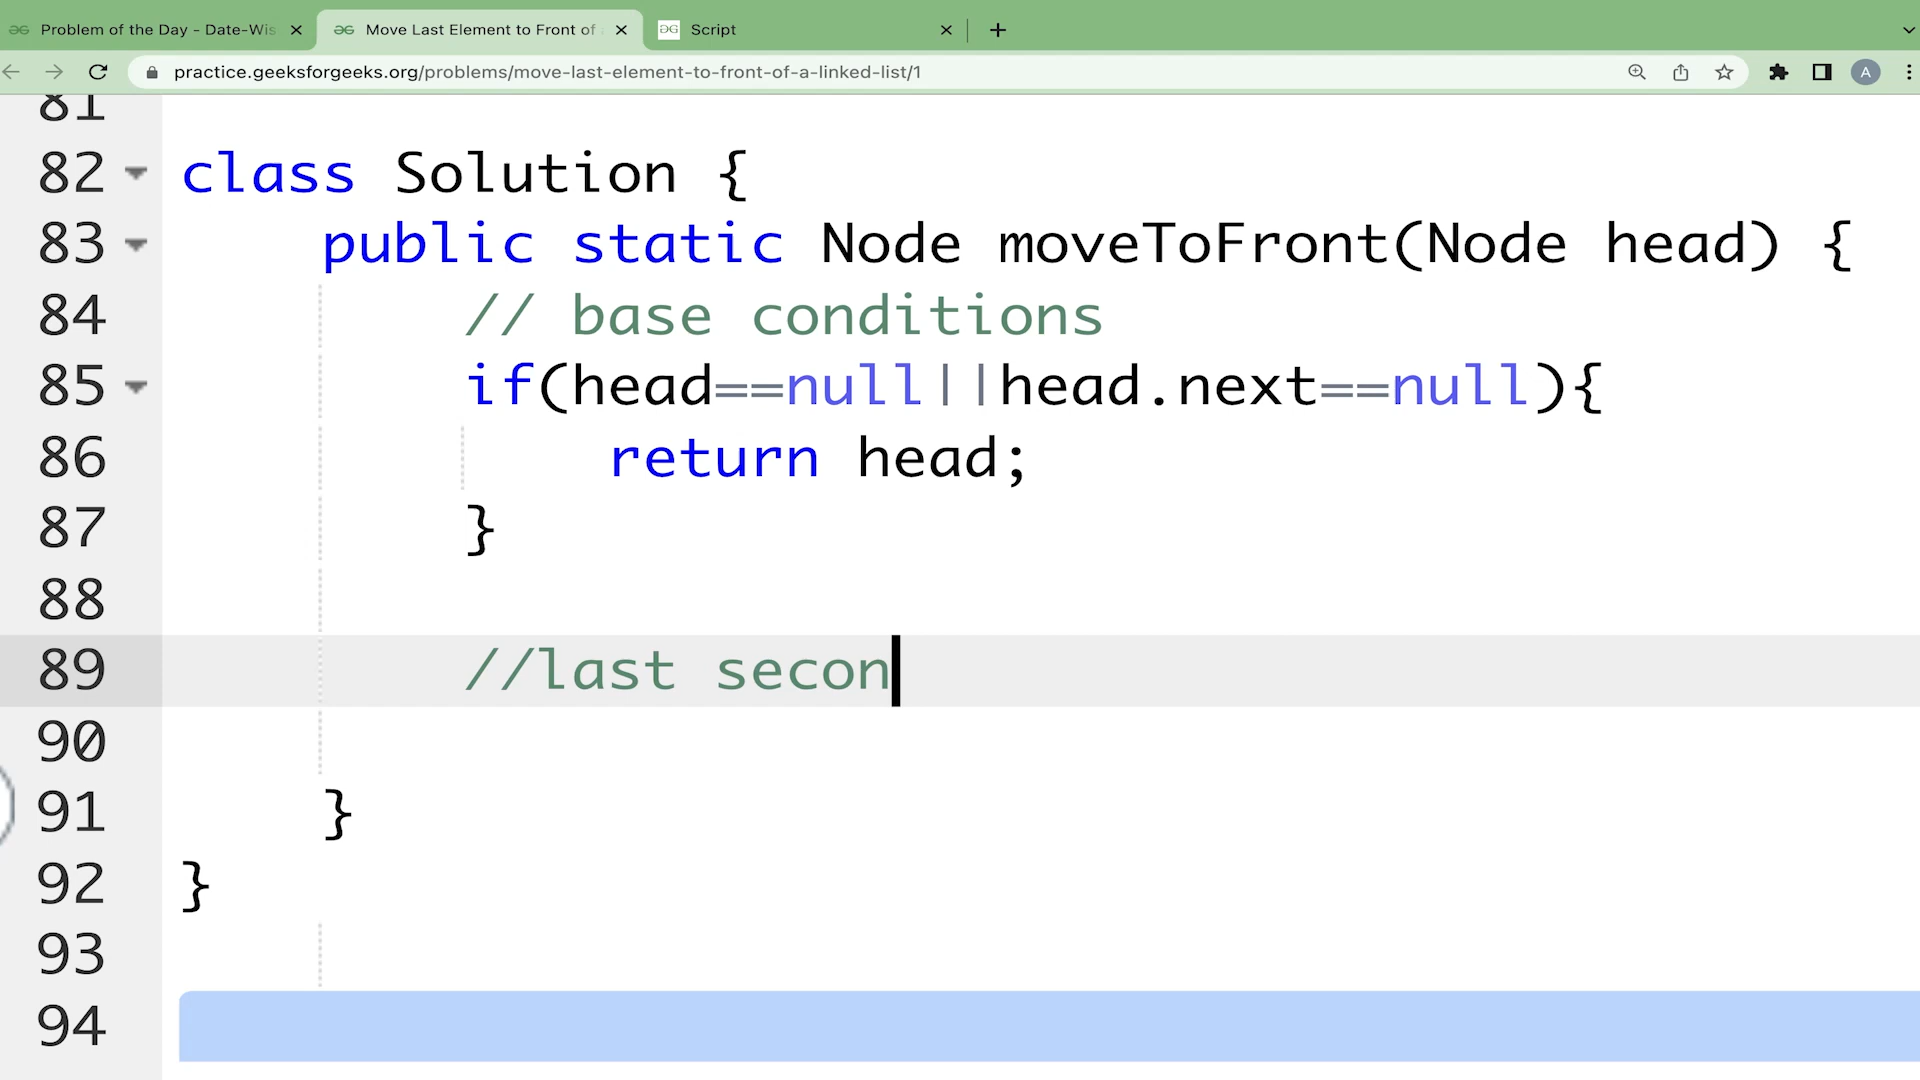 Problem of the Day - Date-Wis
Move Last Element to Front of
Script
practice.geeksforgeeks.org/problems/move-last-element-to-front-of-a-linked-list/1
A
81
82 class Solution {
83 public static Node moveToFront(Node head) {
84 // base conditions
85 if(head==null||head.next==null){
86 return head;
87 }
88
89 //last secon
90
91 }
92 }
93
94